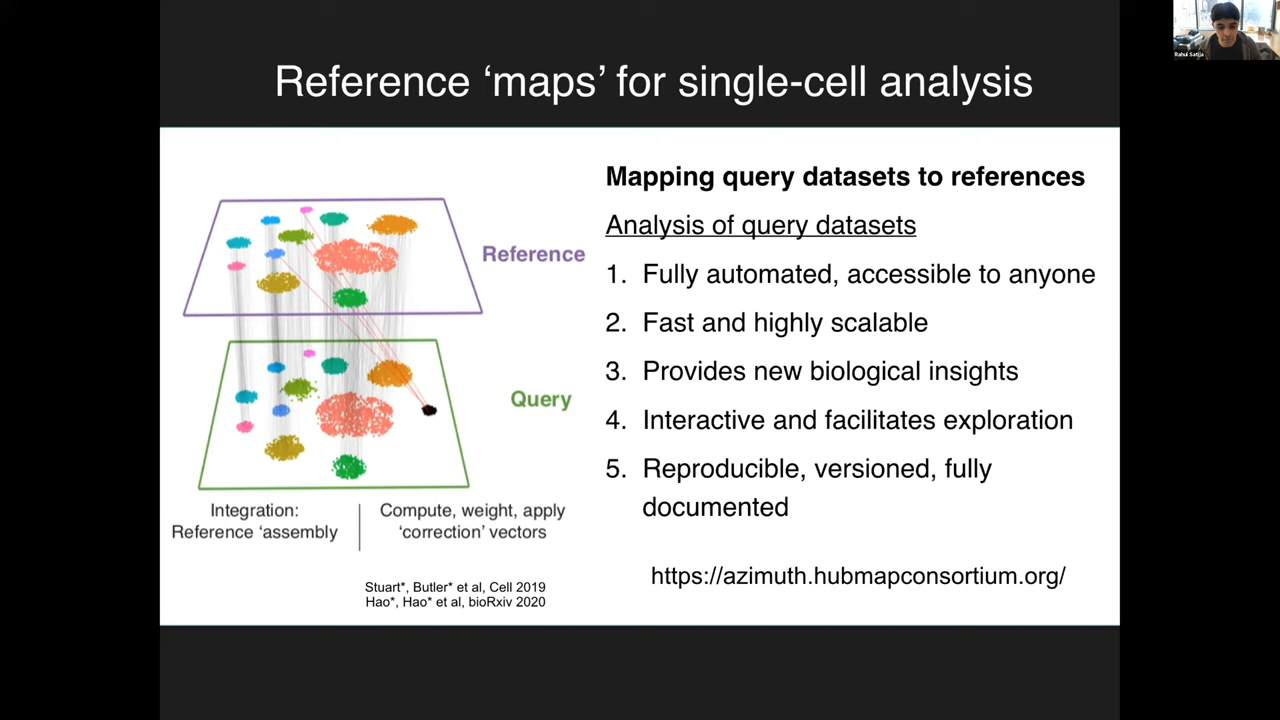 Rahul Satija
Reference ‘maps’ for single-cell analysis
Mapping query datasets to references
Analysis of query datasets
1. Fully automated, accessible to anyone
2. Fast and highly scalable
3. Provides new biological insights
4. Interactive and facilitates exploration
5. Reproducible, versioned, fully
documented
https://azimuth.hubmapconsortium.org/
Reference
Query
Integration:
Reference ‘assembly
Compute, weight, apply
‘correction’ vectors
Stuart*, Butler* et al, Cell 2019
Hao*, Hao* et al, bioRxiv 2020